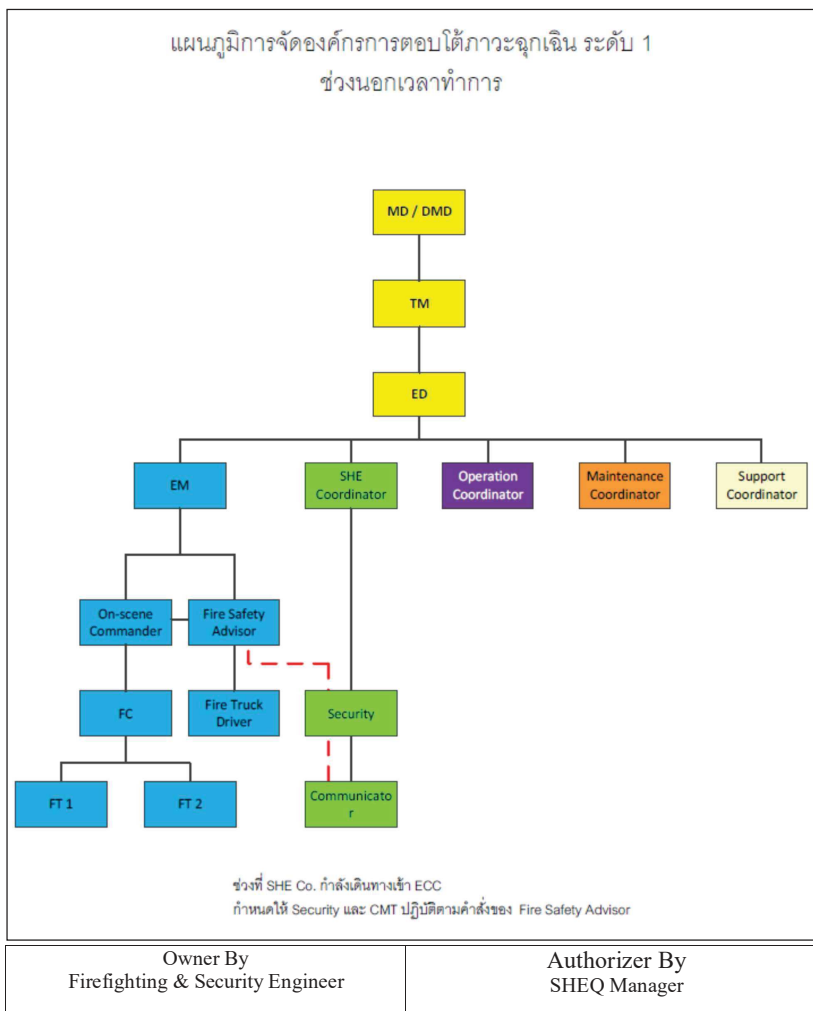 แผนภูมิการจัดองค์กรการตอบโต้ภาวะฉุกเฉิน ระดับ 1
ช่วงนอกเวลาทำการ
MD / DMD
TM
ED
EM
SHE
Coordinator
Operation
Coordinator
Maintenance
Coordinator
Support
Coordinator
On-scene
Commander
Fire Safety
Advisor
FC
Fire Truck
Driver
Security
FT 1
FT 2
Communicato
r
ช่วงที่ SHE Co. กำลังเดินทางเข้า ECC
กำหนดให้ Security และ CMT ปฏิบัติตามคำสั่งของ Fire Safety Advisor
Owner By
Firefighting & Security Engineer
Authorizer By
SHEQ Manager